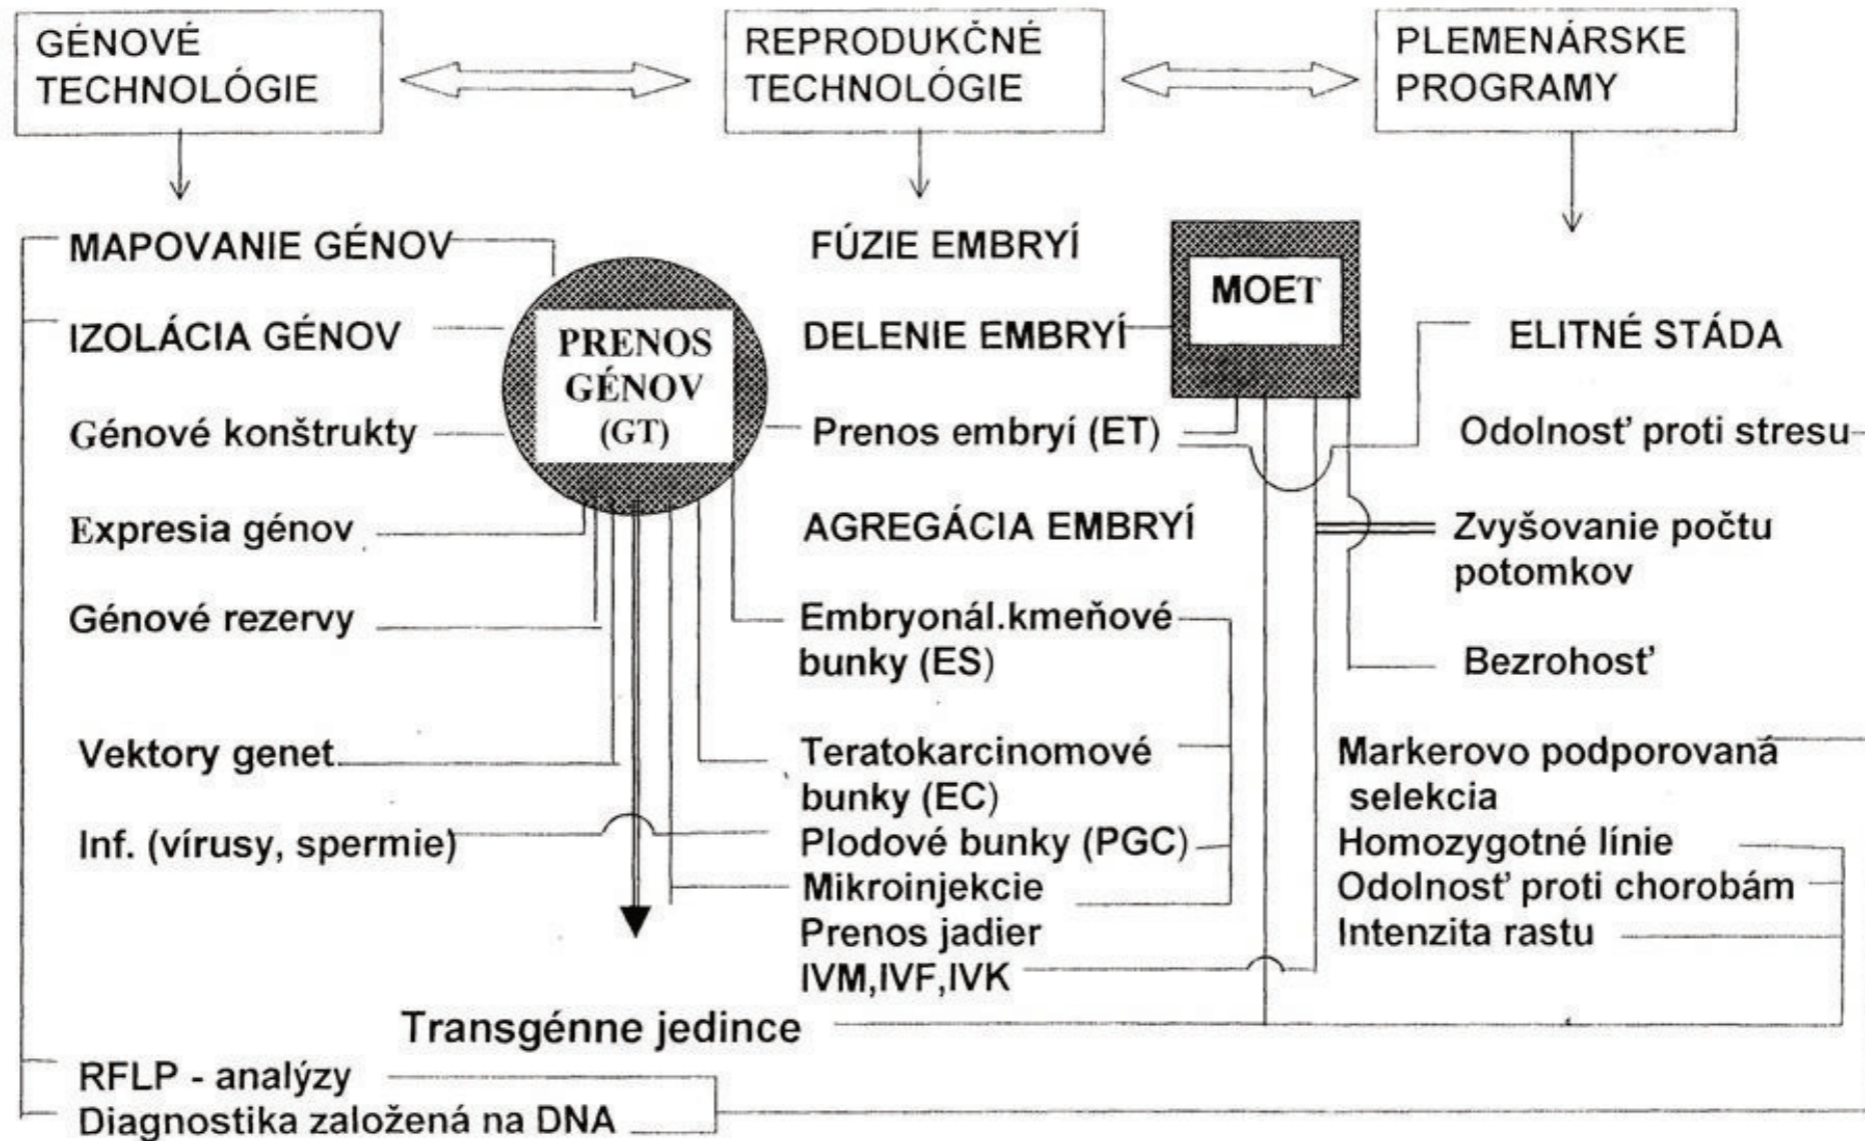 GÉNOVÉ
TECHNOLÓGIE
REPRODUKČNÉ
TECHNOLÓGIE
PLEMENÁRSKE
PROGRAMY
MAPOVANIE GÉNOV
IZOLÁCIA GÉNOV
Génové konštrukty
Expresia génov
Génové rezervy
Vektory genet.
Inf. (vírusy, spermie)
PRENOS
GÉNOV
(GT)
FÚZIE EMBRYÍ
DELENIE EMBRYÍ
Prenos embryí (ET)
AGREGÁCIA EMBRYÍ
Embryonál.kmeňové
bunky (ES)
Teratokarcinomové
bunky (EC)
Plodové bunky (PGC)
Mikroinjekcie
Prenos jadier
IVM,IVF,IVK
MOET
ELITNÉ STÁDA
Odolnosť proti stresu
Zvyšovanie počtu
potomkov
Bezrohosť
Markerovo podporovaná
selekcia
Homozygotné línie
Odolnosť proti chorobám
Intenzita rastu
Transgénne jedince
RFLP - analýzy
Diagnostika založená na DNA